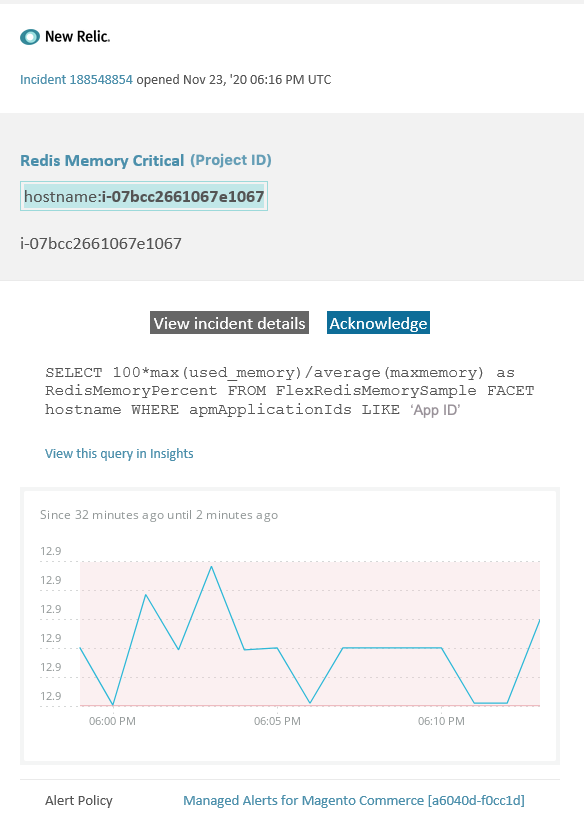 New Relic.
Incident 188548854 opened Nov 23, '20 06:16 PM UTC
Redis Memory Critical (Project ID)
hostname:i-07bcc2661067e1067
i-07bcc2661067e1067
View incident details Acknowledge
SELECT 100*max(used_memory)/average(maxmemory) as
RedisMemoryPercent FROM FlexRedisMemorySample FACET
hostname WHERE apmApplicationIds LIKE ‘App ID’
View this query in Insights
Since 32 minutes ago until 2 minutes ago
12.9
12.9
12.9
12.9
12.9
12.9
06:00 PM 06:05 PM 06:10 PM
Alert Policy Managed Alerts for Magento Commerce [a6040d-f0cc1d]